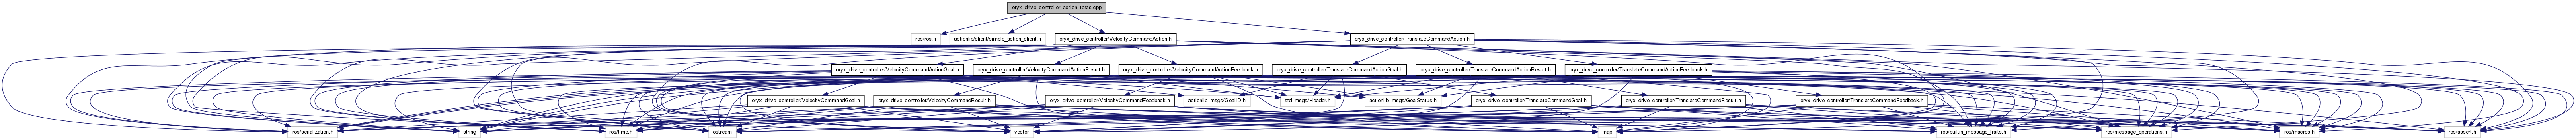 oryx_drive_controller_action_tests.cpp
ros/ros.h
actionlib/client/simple_action_client.h
oryx_drive_controller/VelocityCommandAction.h
oryx_drive_controller/TranslateCommandAction.h
oryx_drive_controller/VelocityCommandActionGoal.h
oryx_drive_controller/VelocityCommandActionResult.h
oryx_drive_controller/VelocityCommandActionFeedback.h
oryx_drive_controller/TranslateCommandActionGoal.h
oryx_drive_controller/TranslateCommandActionResult.h
oryx_drive_controller/TranslateCommandActionFeedback.h
oryx_drive_controller/VelocityCommandGoal.h
oryx_drive_controller/VelocityCommandResult.h
oryx_drive_controller/VelocityCommandFeedback.h
actionlib_msgs/GoalID.h
std_msgs/Header.h
actionlib_msgs/GoalStatus.h
oryx_drive_controller/TranslateCommandGoal.h
oryx_drive_controller/TranslateCommandResult.h
oryx_drive_controller/TranslateCommandFeedback.h
ros/serialization.h
string
ros/time.h
ostream
vector
map
ros/builtin_message_traits.h
ros/message_operations.h
ros/macros.h
ros/assert.h